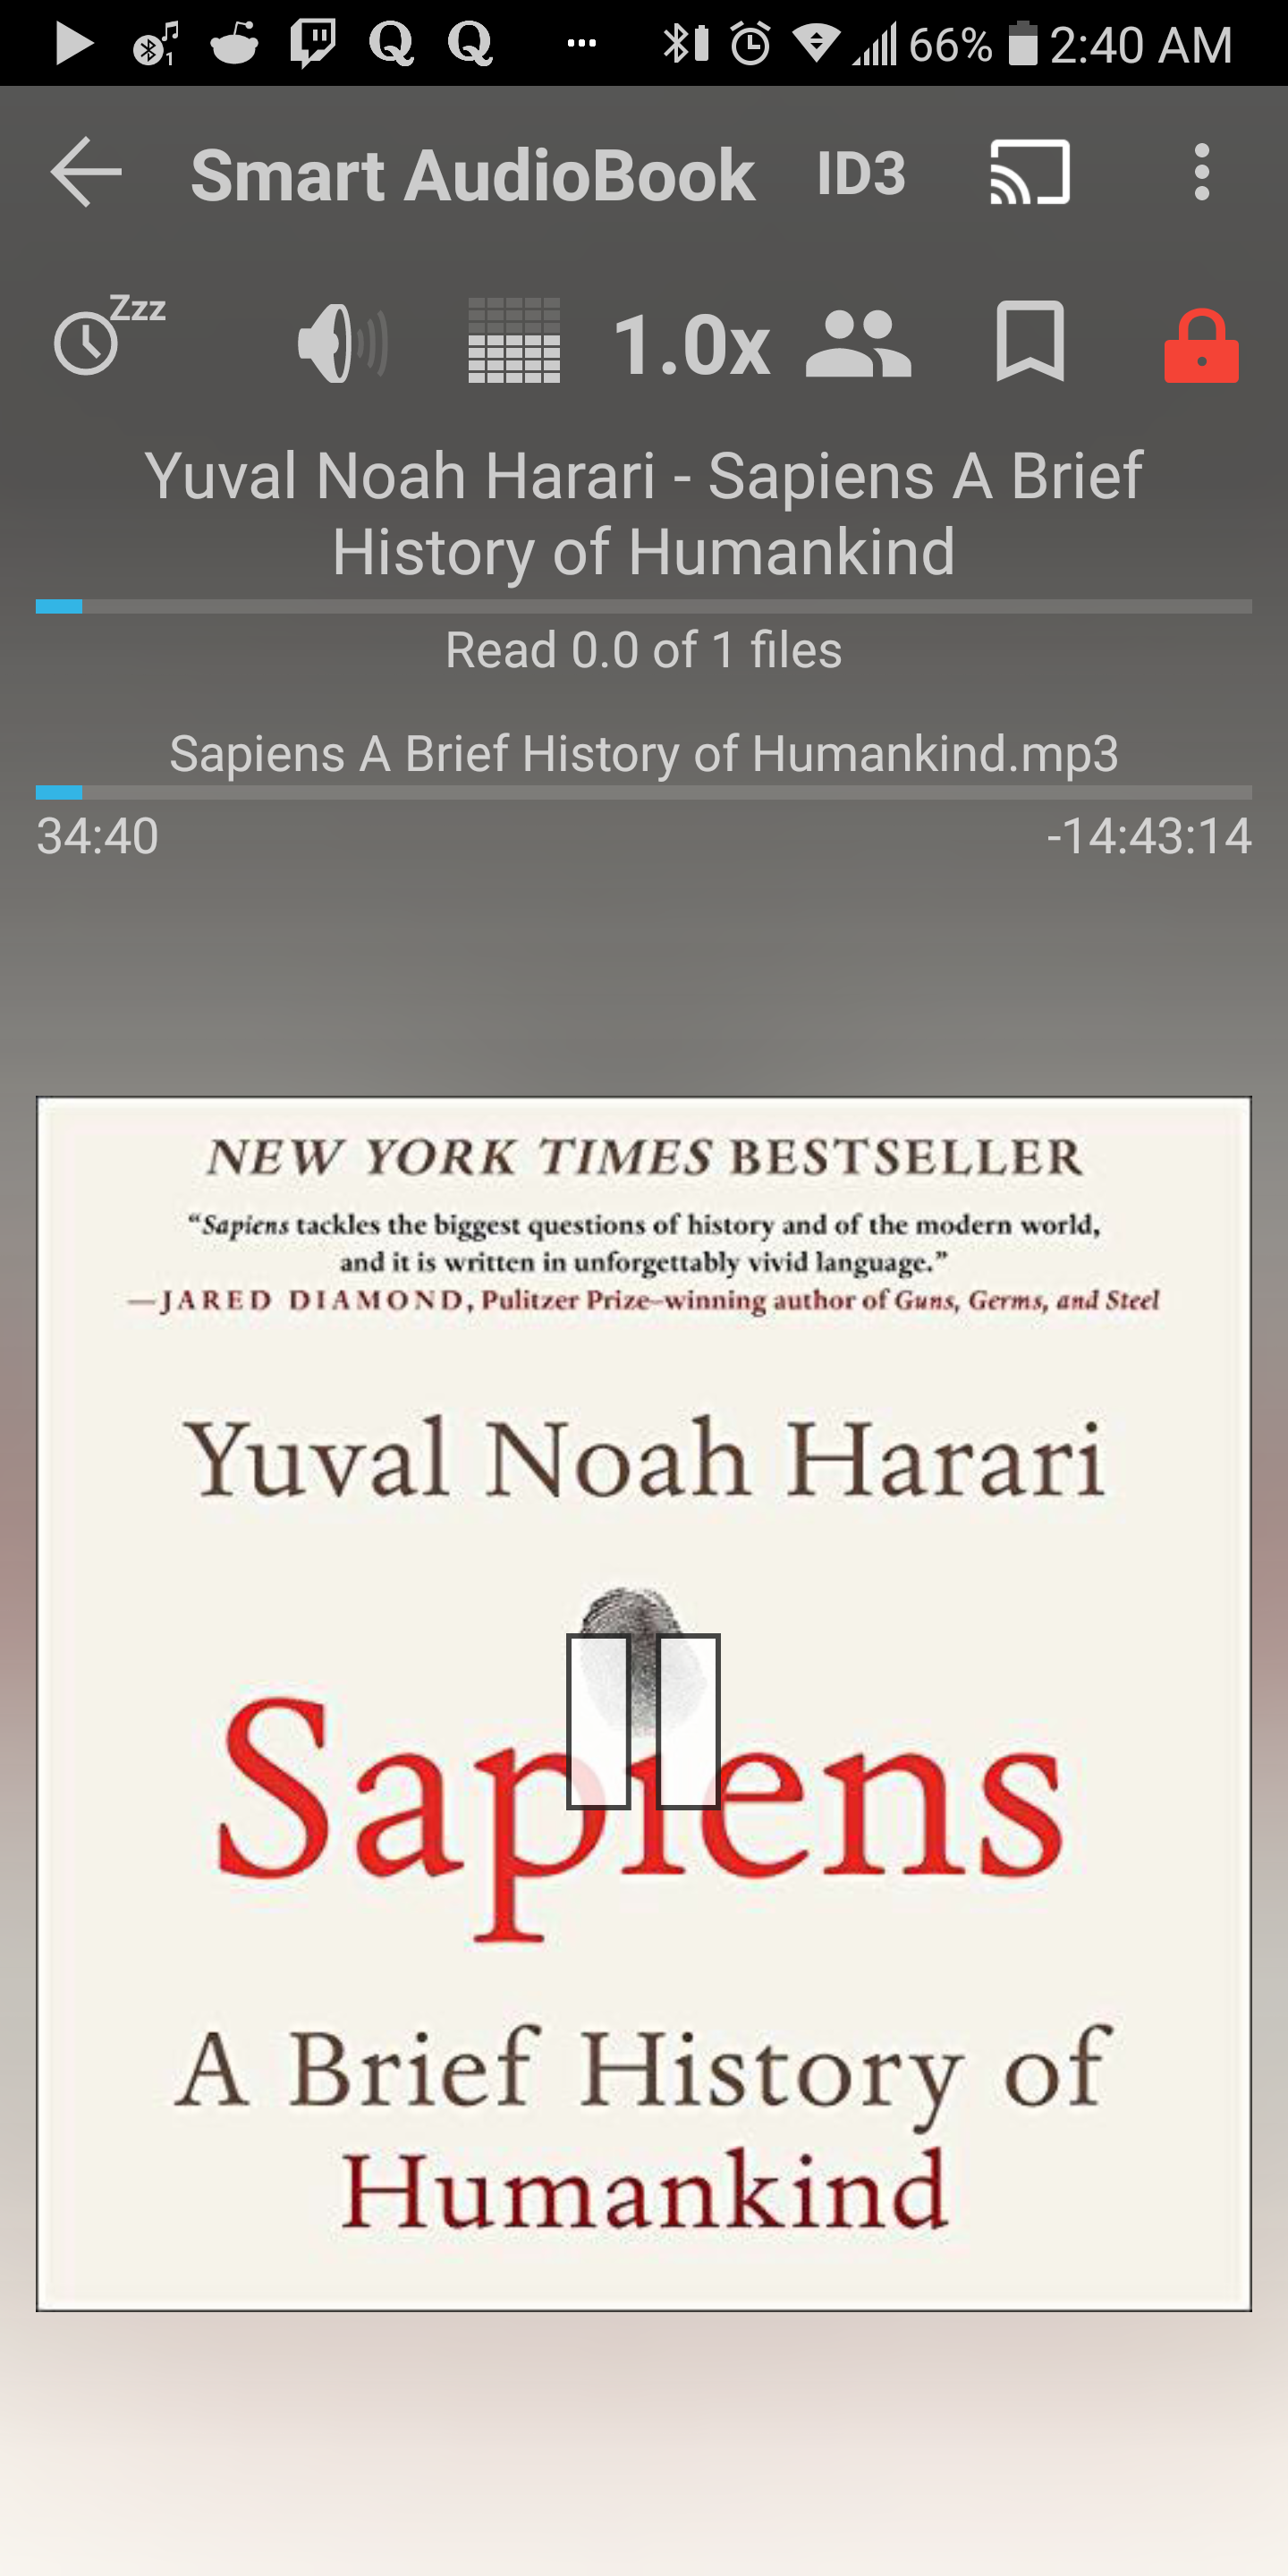 1
66% 2:40 AM
Smart AudioBook ID3
Zzz
1.0x
Yuval Noah Harari - Sapiens A Brief
History of Humankind
Read 0.0 of 1 files
Sapiens A Brief History of Humankind.mp3
34:40 -14:43:14
NEW YORK TIMES BESTSELLER
“Sapiens tackles the biggest questions of history and of the modern world,
and it is written in unforgettably vivid language.”
—JARED DIAMOND, Pulitzer Prize–winning author of Guns, Germs, and Steel
Yuval Noah Harari
Sapiens
A Brief History of
Humankind